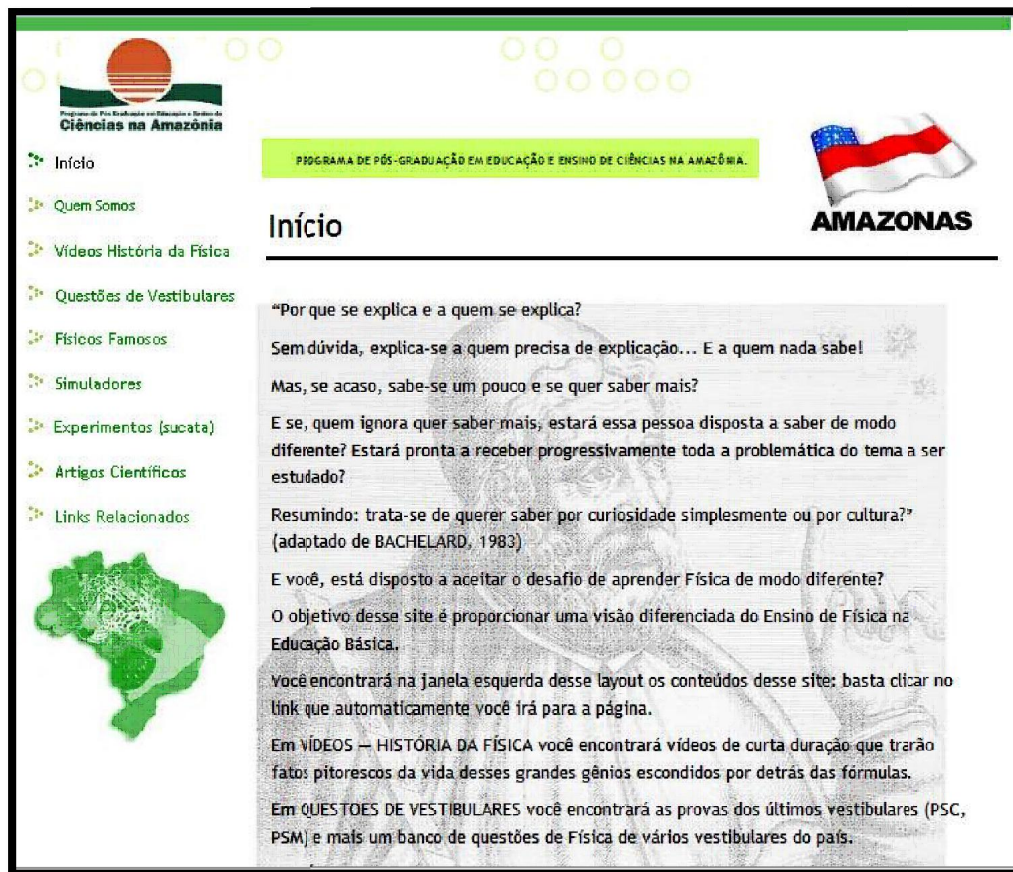 Programa de Pós Graduação em Educação e Ensino de
Ciências na Amazônia
Início
Quem Somos
Vídeos História da Física
Questões de Vestibulares
Físicos Famosos
Simuladores
Experimentos (sucata)
Artigos Científicos
Links Relacionados
PROGRAMA DE PÓS-GRADUAÇÃO EM EDUCAÇÃO E ENSINO DE CIÊNCIAS NA AMAZÔNIA.
AMAZONAS
Início
“Por que se explica e a quem se explica?
Sem dúvida, explica-se a quem precisa de explicação... E a quem nada sabe!
Mas, se acaso, sabe-se um pouco e se quer saber mais?
E se, quem ignora quer saber mais, estará essa pessoa disposta a saber de modo
diferente? Estará pronta a receber progressivamente toda a problemática do tema a ser
estudado?
Resumindo: trata-se de querer saber por curiosidade simplesmente ou por cultura?”
(adaptado de BACHELARD, 1983)
E você, está disposto a aceitar o desafio de aprender Física de modo diferente?
O objetivo desse site é proporcionar uma visão diferenciada do Ensino de Física na
Educação Básica.
Você encontrará na janela esquerda desse layout os conteúdos desse site: basta clicar no
link que automaticamente você irá para a página.
Em VÍDEOS — HISTÓRIA DA FÍSICA você encontrará vídeos de curta duração que trarão
fatos pitorescos da vida desses grandes gênios escondidos por detrás das fórmulas.
Em QUESTOES DE VESTIBULARES você encontrará as provas dos últimos vestibulares (PSC,
PSM) e mais um banco de questões de Física de vários vestibulares do país.